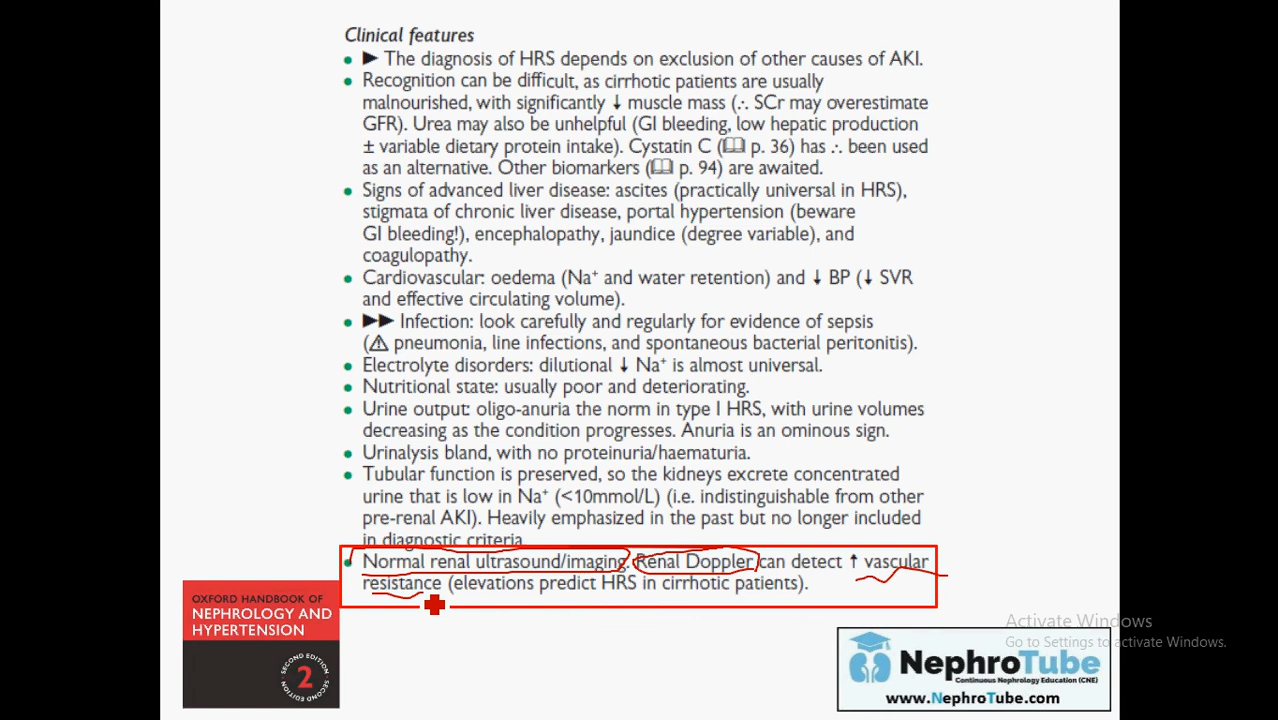 Clinical features
• ▶ The diagnosis of HRS depends on exclusion of other causes of AKI.
• Recognition can be difficult, as cirrhotic patients are usually
malnourished, with significantly ↓ muscle mass (∴ SCr may overestimate
GFR). Urea may also be unhelpful (GI bleeding, low hepatic production
± variable dietary protein intake). Cystatin C (📖 p. 36) has ∴ been used
as an alternative. Other biomarkers (📖 p. 94) are awaited.
• Signs of advanced liver disease: ascites (practically universal in HRS),
stigmata of chronic liver disease, portal hypertension (beware
GI bleeding!), encephalopathy, jaundice (degree variable), and
coagulopathy.
• Cardiovascular: oedema (Na⁺ and water retention) and ↓ BP (↓ SVR
and effective circulating volume).
• ▶▶ Infection: look carefully and regularly for evidence of sepsis
(⚠ pneumonia, line infections, and spontaneous bacterial peritonitis).
• Electrolyte disorders: dilutional ↓ Na⁺ is almost universal.
• Nutritional state: usually poor and deteriorating.
• Urine output: oligo-anuria the norm in type I HRS, with urine volumes
decreasing as the condition progresses. Anuria is an ominous sign.
• Urinalysis bland, with no proteinuria/haematuria.
• Tubular function is preserved, so the kidneys excrete concentrated
urine that is low in Na⁺ (<10mmol/L) (i.e. indistinguishable from other
pre-renal AKI). Heavily emphasized in the past but no longer included
in diagnostic criteria.
• Normal renal ultrasound/imaging. Renal Doppler can detect ↑ vascular
resistance (elevations predict HRS in cirrhotic patients).
OXFORD HANDBOOK OF
NEPHROLOGY AND
HYPERTENSION
SECOND EDITION · SECOND EDITION ·
2
Activate Windows
Go to Settings to activate Windows.
NephroTube
Continuous Nephrology Education (CNE)
www.NephroTube.com